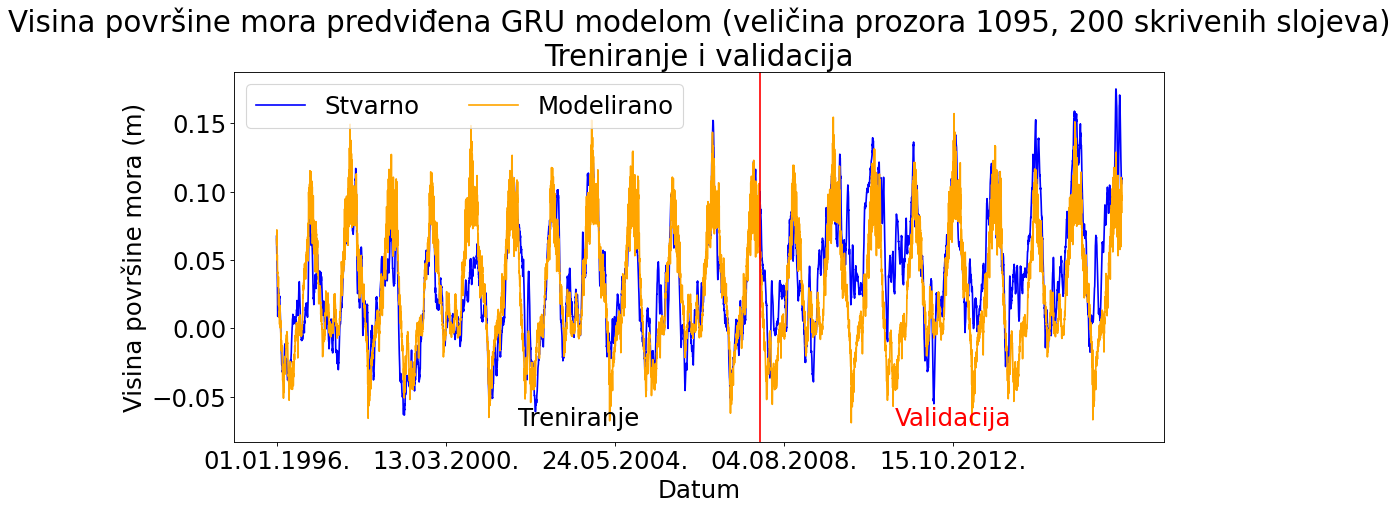 Visina površine mora predviđena GRU modelom (veličina prozora 1095, 200 skrivenih slojeva)
Treniranje i validacija
Stvarno
Modelirano
Visina površine mora (m)
0.15
0.10
0.05
0.00
−0.05
Treniranje
Validacija
01.01.1996.
13.03.2000.
24.05.2004.
04.08.2008.
15.10.2012.
Datum